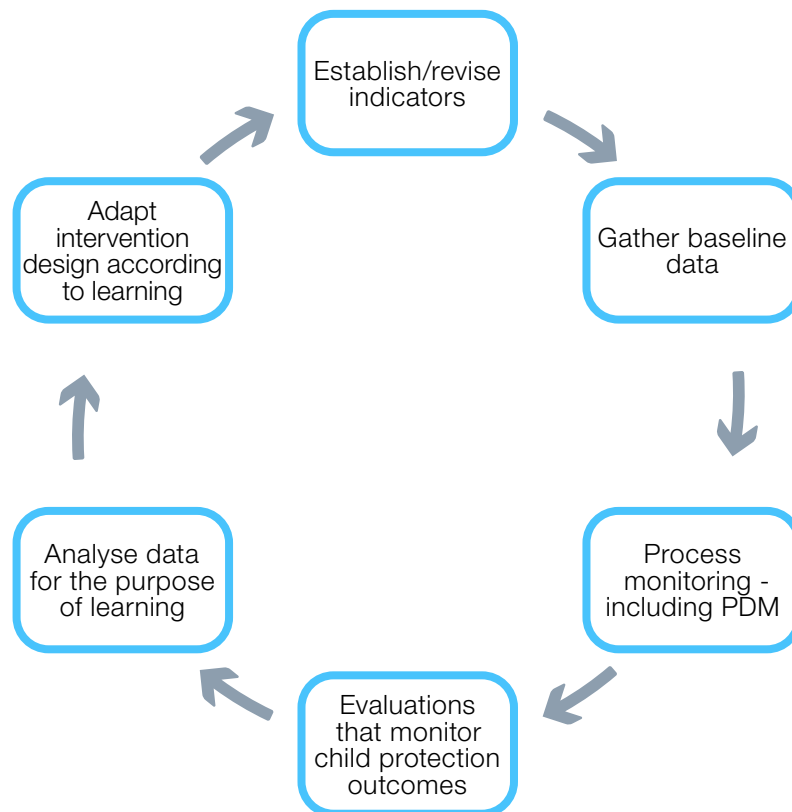 Establish/revise
indicators
Gather baseline
data
Process
monitoring -
including PDM
Evaluations
that monitor
child protection
outcomes
Analyse data
for the purpose
of learning
Adapt
intervention
design according
to learning